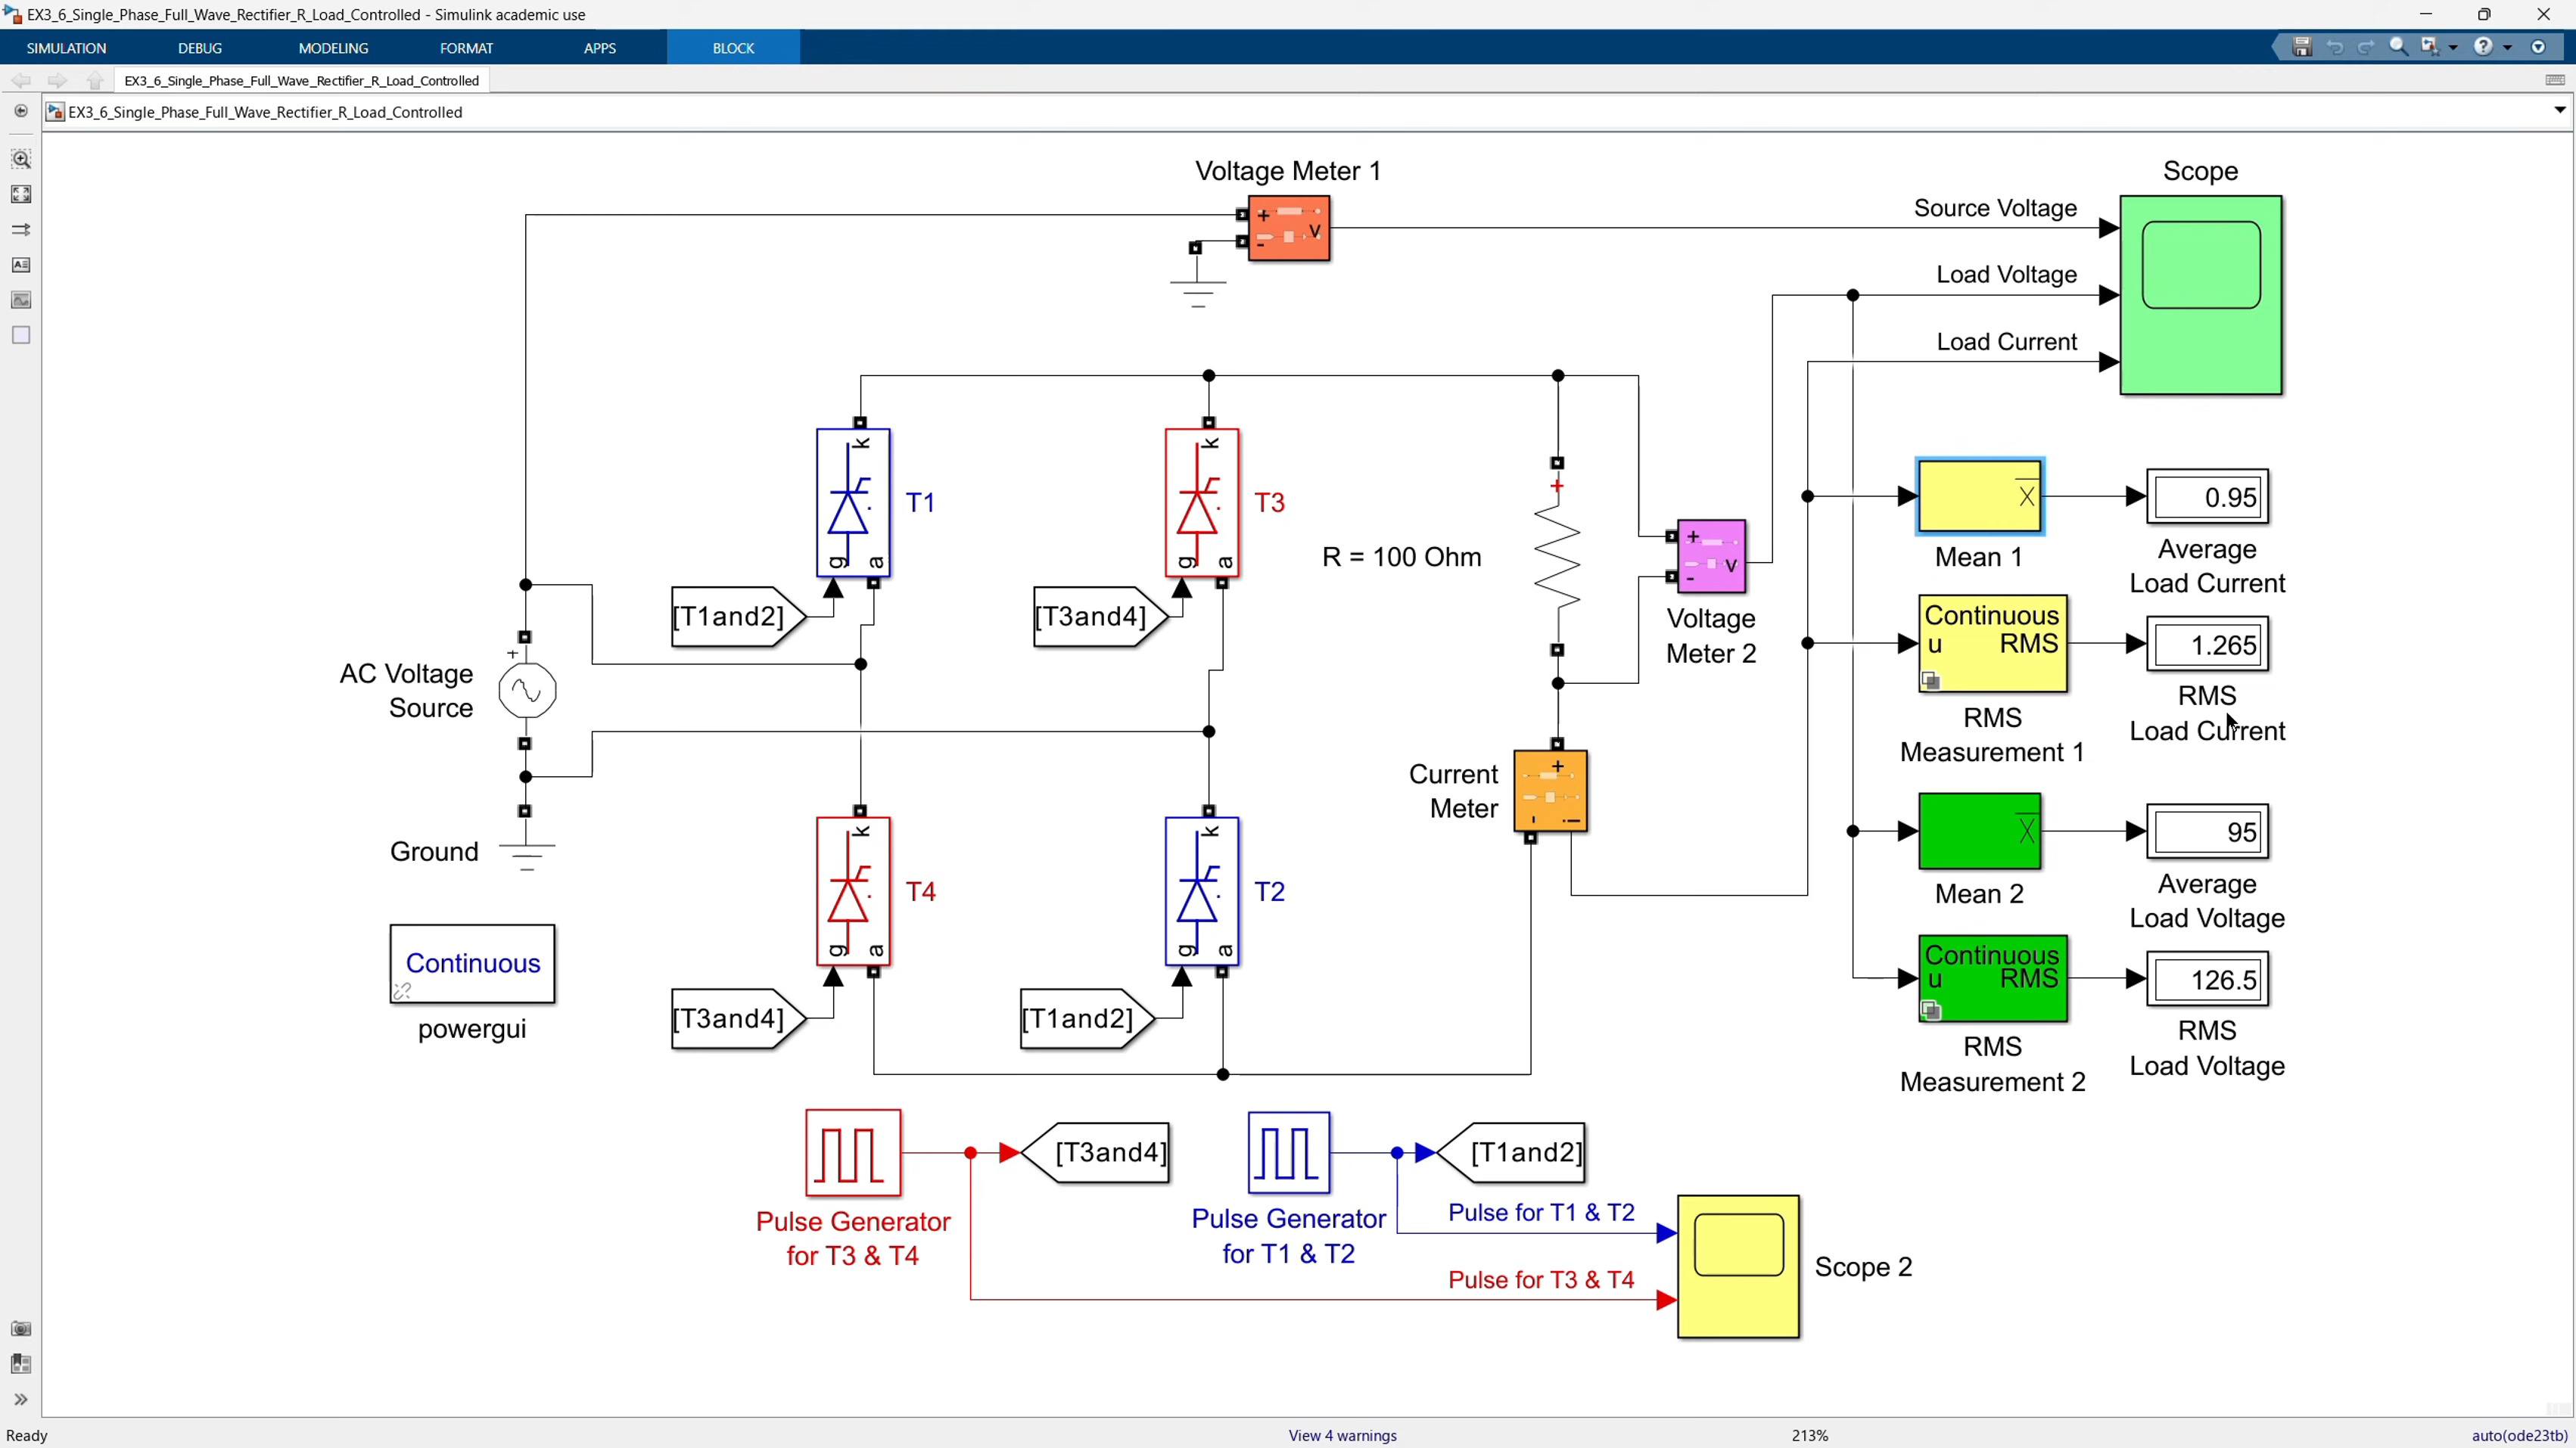 EX3_6_Single_Phase_Full_Wave_Rectifier_R_Load_Controlled - Simulink academic use
SIMULATION DEBUG MODELING FORMAT APPS BLOCK
EX3_6_Single_Phase_Full_Wave_Rectifier_R_Load_Controlled
EX3_6_Single_Phase_Full_Wave_Rectifier_R_Load_Controlled
Voltage Meter 1
Scope
+
-
v
Source Voltage
Load Voltage
Load Current
k
g
a
T1
k
g
a
T3
[T1and2]
[T3and4]
+
R = 100 Ohm
+
-
v
Voltage
Meter 2
Mean 1
0.95
Average
Load Current
Continuous
u RMS
1.265
RMS
Measurement 1
RMS
Load Current
+
AC Voltage
Source
Ground
Continuous
powergui
k
g
a
T4
k
g
a
T2
[T3and4]
[T1and2]
Current
Meter
+
-
i
Mean 2
95
Average
Load Voltage
Continuous
u RMS
126.5
RMS
Measurement 2
RMS
Load Voltage
[T3and4]
[T1and2]
Pulse Generator
for T3 & T4
Pulse Generator
for T1 & T2
Pulse for T1 & T2
Pulse for T3 & T4
Scope 2
Ready
View 4 warnings
213%
auto(ode23tb)